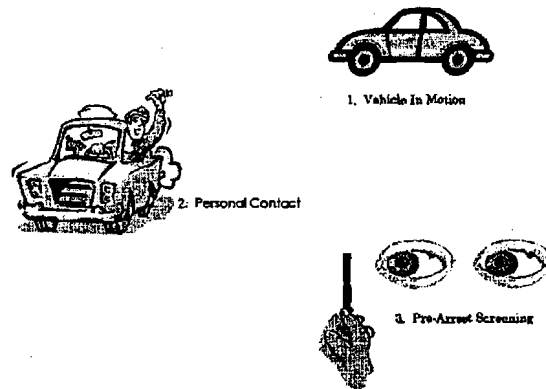 1. Vehicle In Motion
2: Personal Contact
3. Pre-Arrest Screening